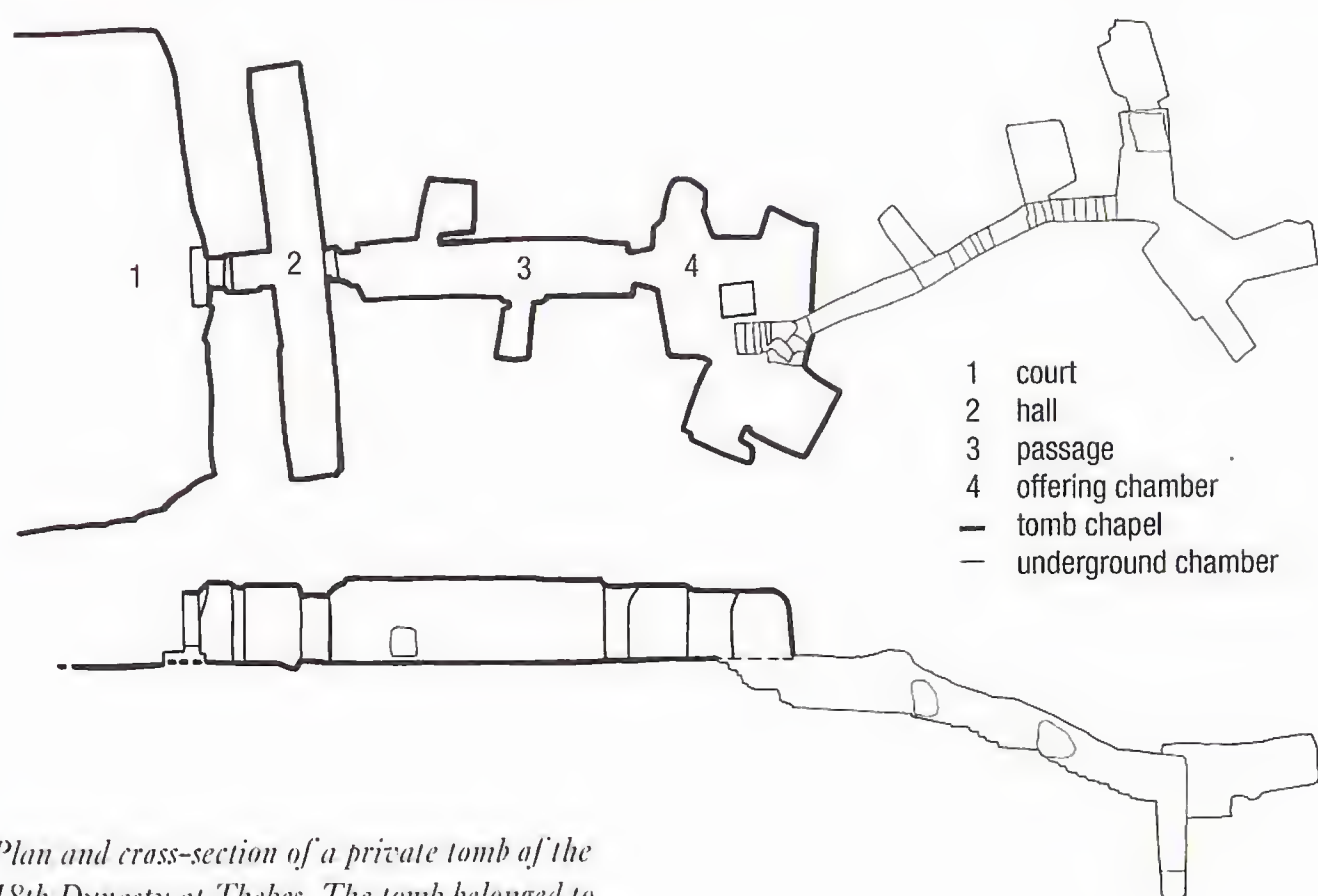 1
2
3
4
1 court
2 hall
3 passage
4 offering chamber
— tomb chapel
— underground chamber
Plan and cross-section of a private tomb of the
18th Dynasty at Thebes. The tomb belonged to